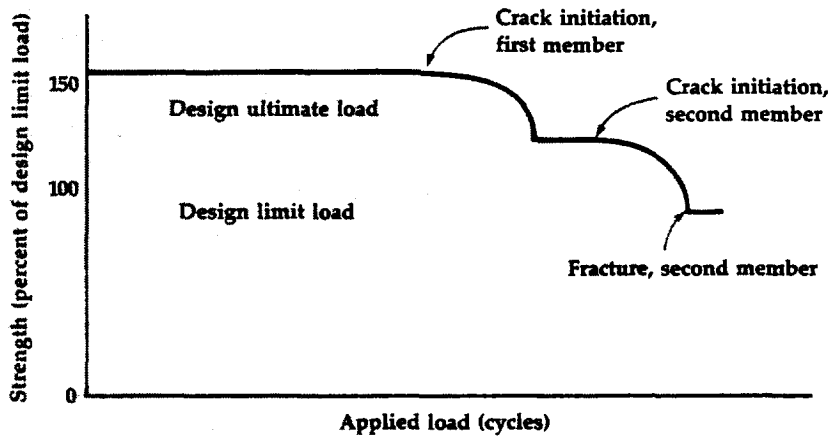 Crack initiation,
first member
150
Crack initiation,
second member
Design ultimate load
100
Design limit load
Fracture, second member
0
Strength (percent of design limit load)
Applied load (cycles)